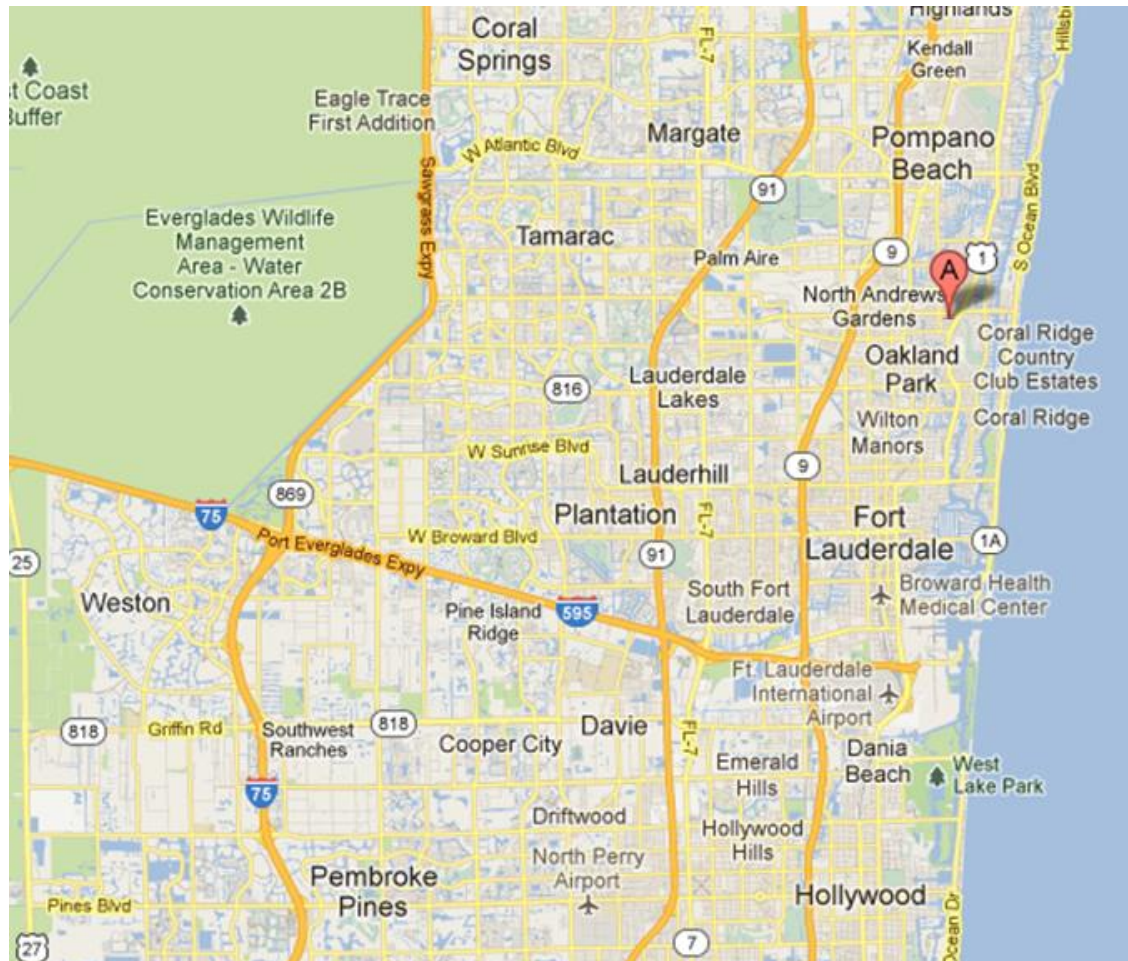 Highlands
Coral
Springs
FL-7
Kendall
Green
Hillsb
st Coast
Buffer
Eagle Trace
First Addition
Margate
Pompano
Beach
W Atlantic Blvd
Sawgrass Expy
91
S Ocean Blvd
Everglades Wildlife
Management
Area - Water
Conservation Area 2B
Tamarac
Palm Aire
9
1
A
North Andrews
Gardens
Coral Ridge
Country
Club Estates
Oakland
Park
816
Lauderdale
Lakes
Wilton
Manors
Coral Ridge
W Sunrise Blvd
Lauderhill
9
869
75
Plantation
FL-7
Fort
Lauderdale
1A
Port Everglades Expy
W Broward Blvd
91
25
Weston
Pine Island
Ridge
595
South Fort
Lauderdale
Broward Health
Medical Center
Ft. Lauderdale
International
Airport
818
Griffin Rd
Southwest
Ranches
818
Cooper City
Davie
FL-7
Dania
Beach
Emerald
Hills
West
Lake Park
75
Driftwood
Hollywood
Hills
North Perry
Airport
Pembroke
Pines
Hollywood
Pines Blvd
Ocean Dr
27
7